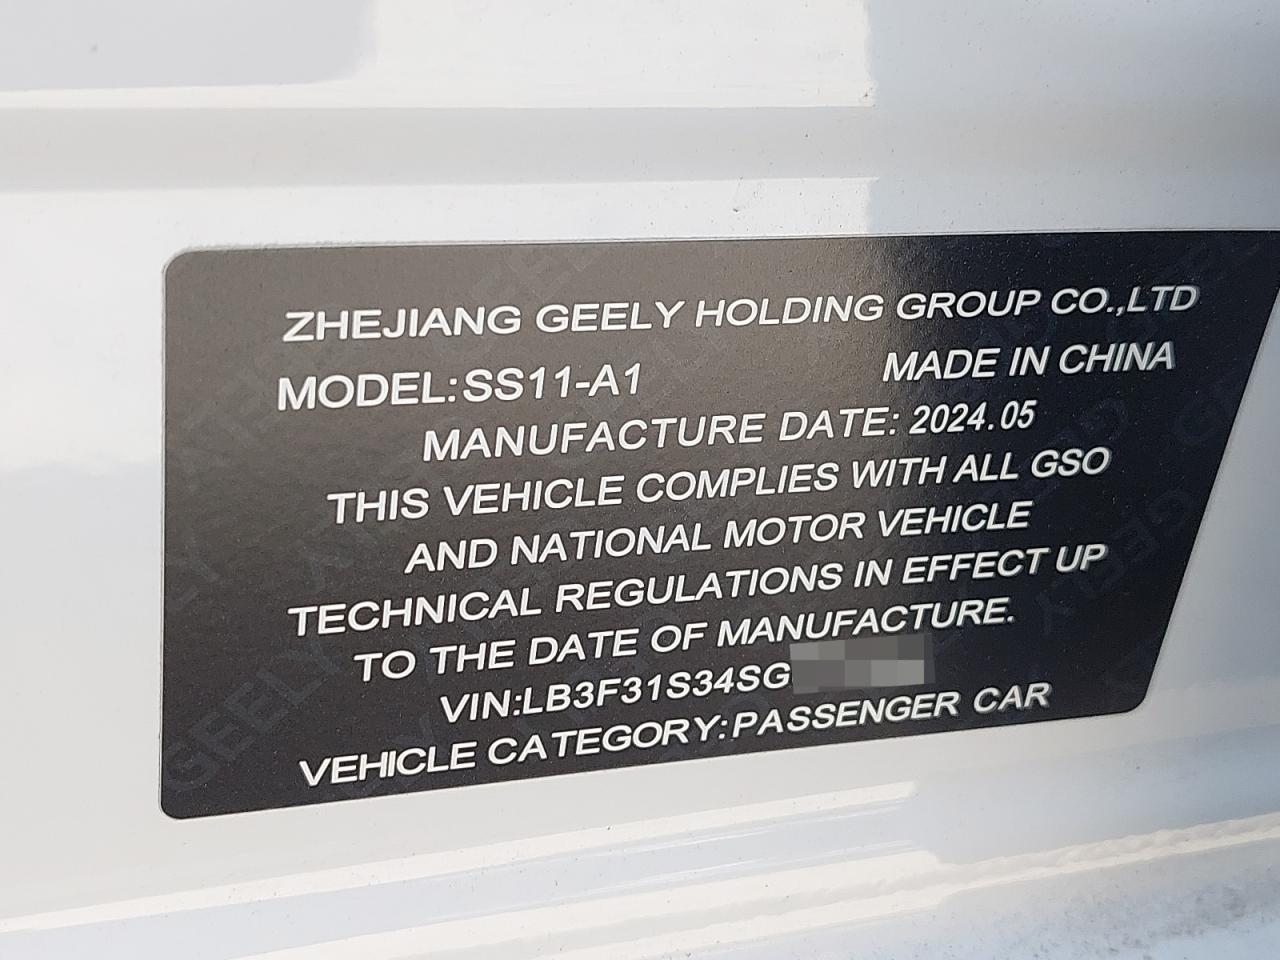 ZHEJIANG GEELY HOLDING GROUP CO.,LTD
MODEL:SS11-A1 MADE IN CHINA
MANUFACTURE DATE: 2024.05
THIS VEHICLE COMPLIES WITH ALL GSO
AND NATIONAL MOTOR VEHICLE
TECHNICAL REGULATIONS IN EFFECT UP
TO THE DATE OF MANUFACTURE.
VIN:LB3F31S34SG
VEHICLE CATEGORY:PASSENGER CAR